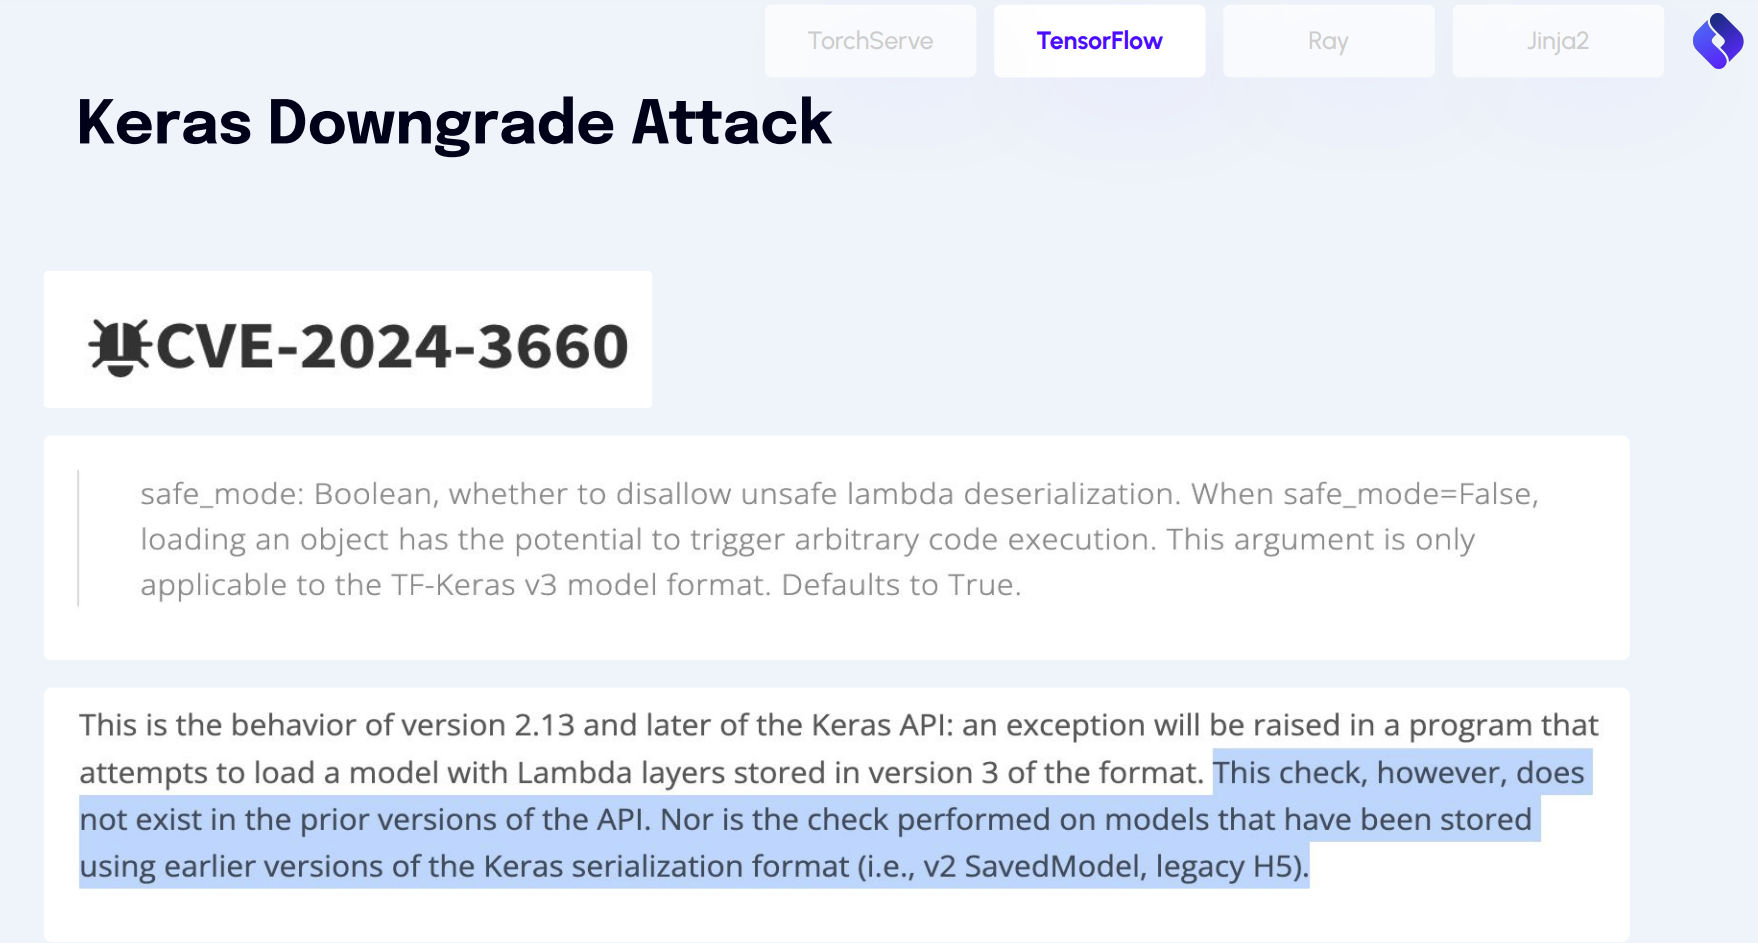 TorchServe
TensorFlow
Ray
Jinja2
Keras Downgrade Attack
CVE-2024-3660
safe_mode: Boolean, whether to disallow unsafe lambda deserialization. When safe_mode=False,
loading an object has the potential to trigger arbitrary code execution. This argument is only
applicable to the TF-Keras v3 model format. Defaults to True.
This is the behavior of version 2.13 and later of the Keras API: an exception will be raised in a program that
attempts to load a model with Lambda layers stored in version 3 of the format. This check, however, does
not exist in the prior versions of the API. Nor is the check performed on models that have been stored
using earlier versions of the Keras serialization format (i.e., v2 SavedModel, legacy H5).